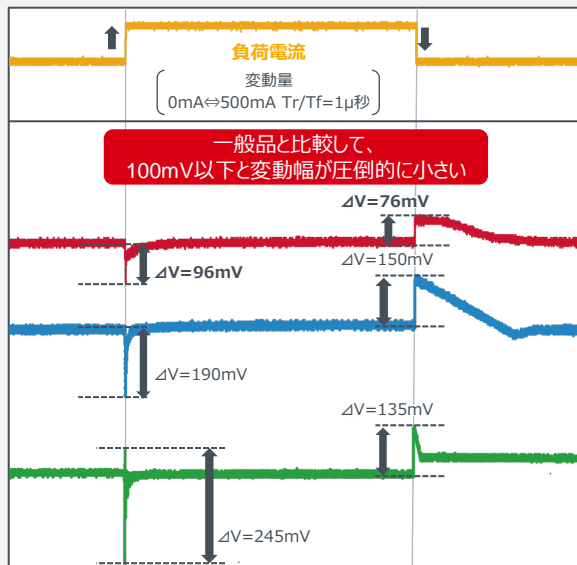 負荷電流
変動量
0mA⇔500mA Tr/Tf=1μ秒
一般品と比較して、
100mV以下と変動幅が圧倒的に小さい
⊿V=76mV
⊿V=96mV
⊿V=150mV
⊿V=190mV
⊿V=135mV
⊿V=245mV